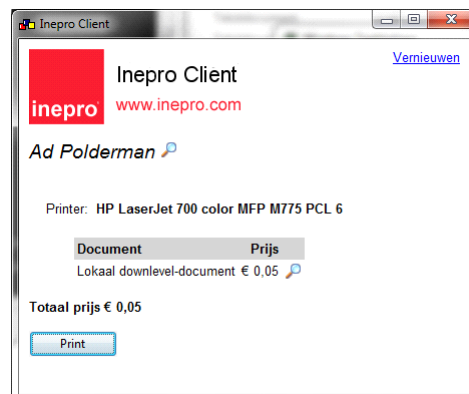 Inepro Client
Vernieuwen
inepro
Inepro Client
www.inepro.com
Ad Polderman
Printer: HP LaserJet 700 color MFP M775 PCL 6
Document Prijs
Lokaal downlevel-document € 0,05
Totaal prijs € 0,05
Print